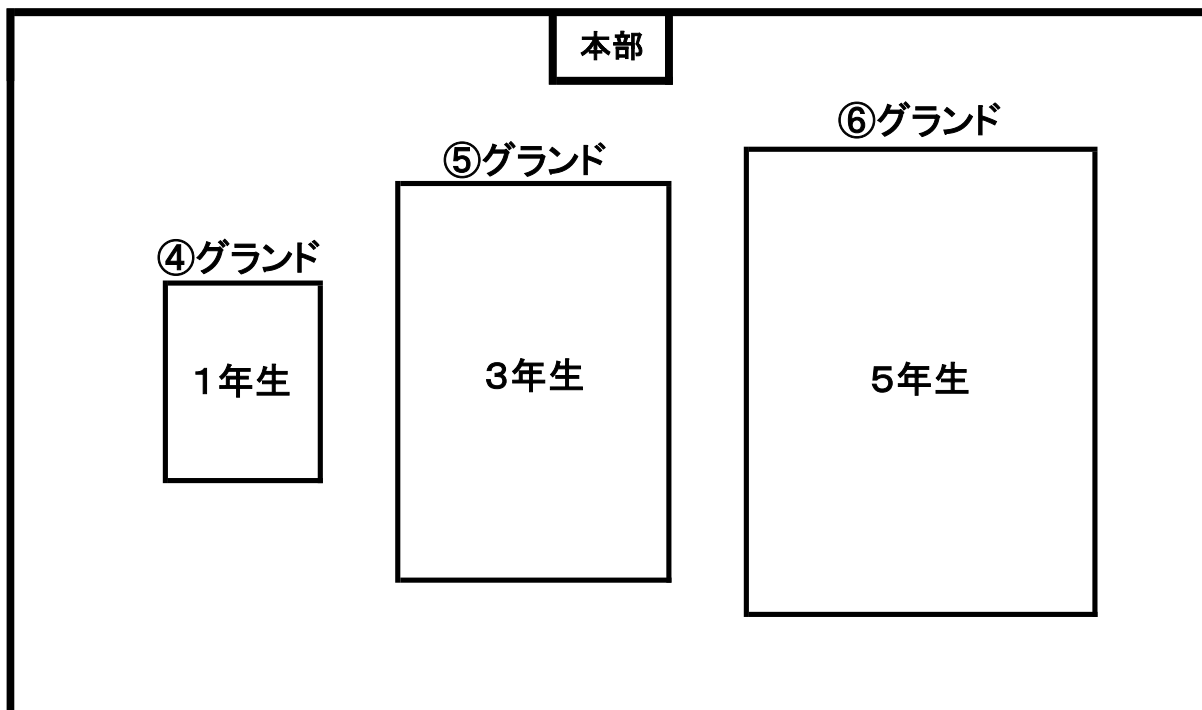 本部
⑥グランド
⑤グランド
④グランド
１年生
３年生
５年生